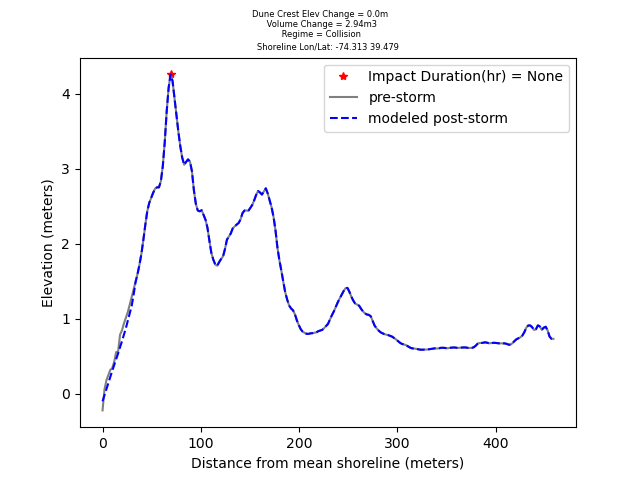 Dune Crest Elev Change = 0.0m
Volume Change = 2.94m3
Regime = Collision
Shoreline Lon/Lat: -74.313 39.479
Impact Duration(hr) = None
pre-storm
modeled post-storm
Elevation (meters)
4
3
2
1
0
0 100 200 300 400
Distance from mean shoreline (meters)